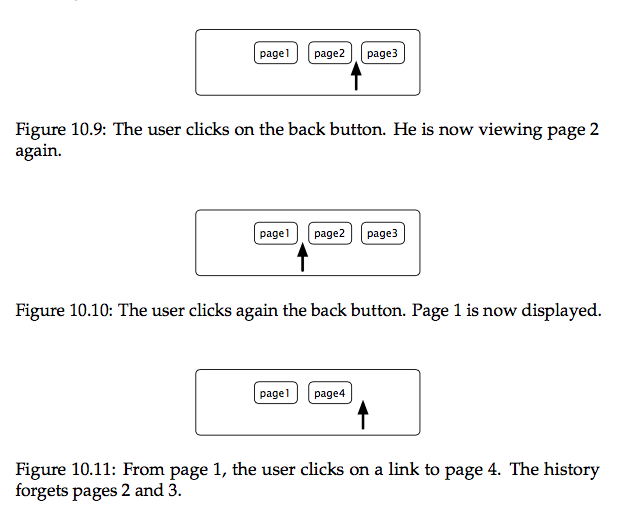 page1 page2 page3
Figure 10.9: The user clicks on the back button. He is now viewing page 2
again.
page1 page2 page3
Figure 10.10: The user clicks again the back button. Page 1 is now displayed.
page1 page4
Figure 10.11: From page 1, the user clicks on a link to page 4. The history
forgets pages 2 and 3.